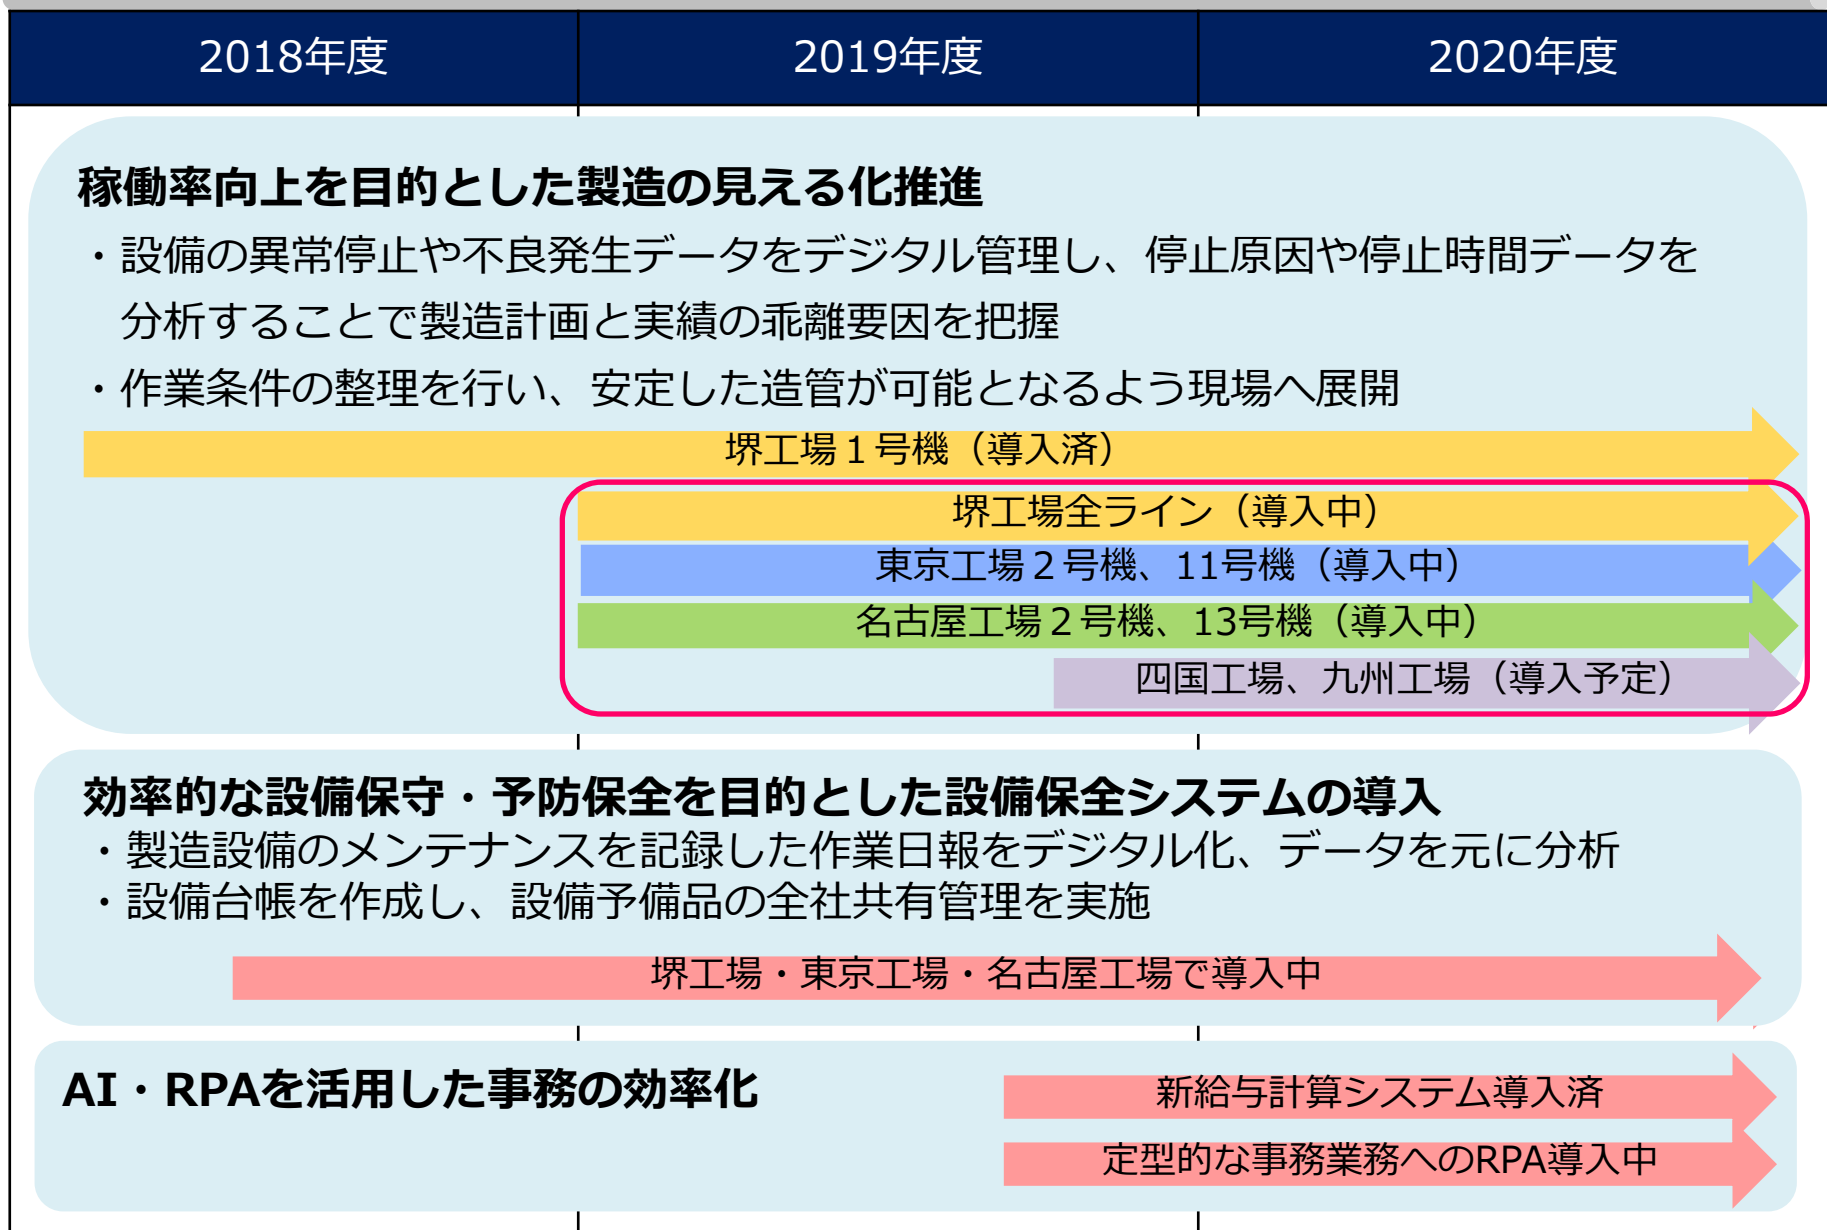 2018年度
2019年度
2020年度
稼働率向上を目的とした製造の見える化推進
・設備の異常停止や不良発生データをデジタル管理し、停止原因や停止時間データを
分析することで製造計画と実績の乖離要因を把握
・作業条件の整理を行い、安定した造管が可能となるよう現場へ展開
堺工場１号機（導入済）
堺工場全ライン（導入中）
東京工場２号機、11号機（導入中）
名古屋工場２号機、13号機（導入中）
四国工場、九州工場（導入予定）
効率的な設備保守・予防保全を目的とした設備保全システムの導入
・製造設備のメンテナンスを記録した作業日報をデジタル化、データを元に分析
・設備台帳を作成し、設備予備品の全社共有管理を実施
堺工場・東京工場・名古屋工場で導入中
AI・RPAを活用した事務の効率化
新給与計算システム導入済
定型的な事務業務へのRPA導入中